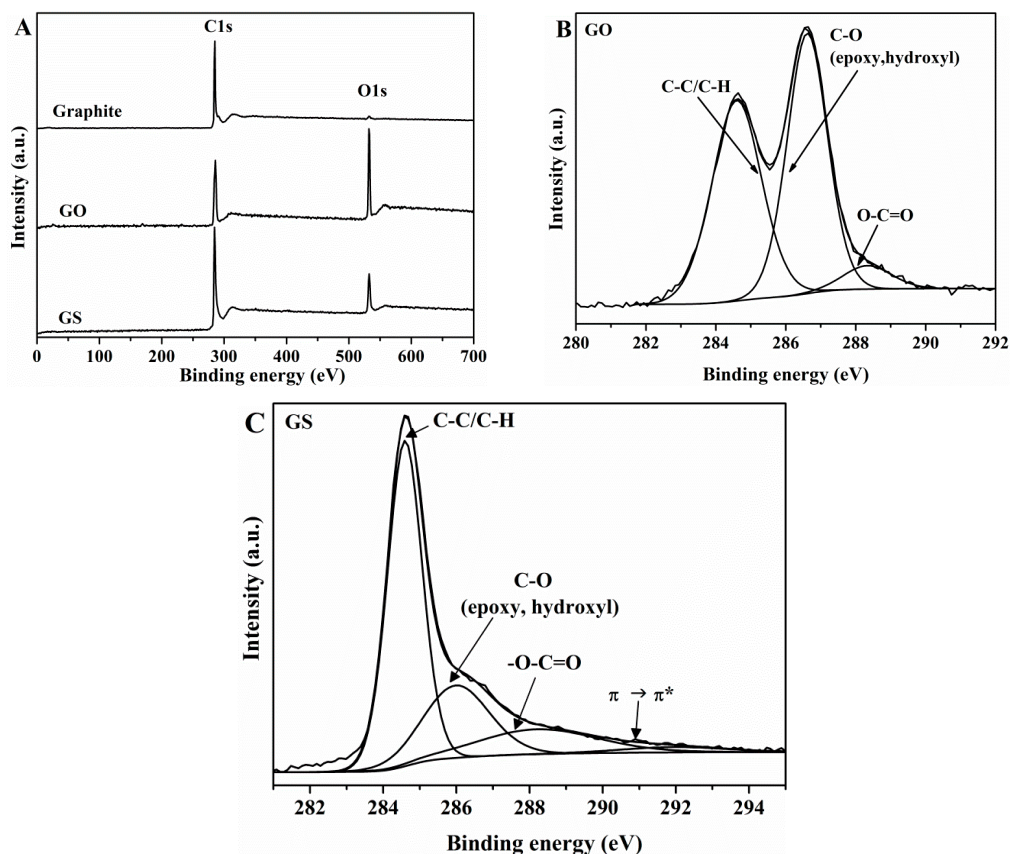 A
C1s
O1s
Graphite
GO
GS
Intensity (a.u.)
0 100 200 300 400 500 600 700
Binding energy (eV)
B GO
C-O
(epoxy,hydroxyl)
C-C/C-H
O-C=O
Intensity (a.u.)
280 282 284 286 288 290 292
Binding energy (eV)
C GS
C-C/C-H
C-O
(epoxy, hydroxyl)
-O-C=O
π → π*
Intensity (a.u.)
282 284 286 288 290 292 294
Binding energy (eV)